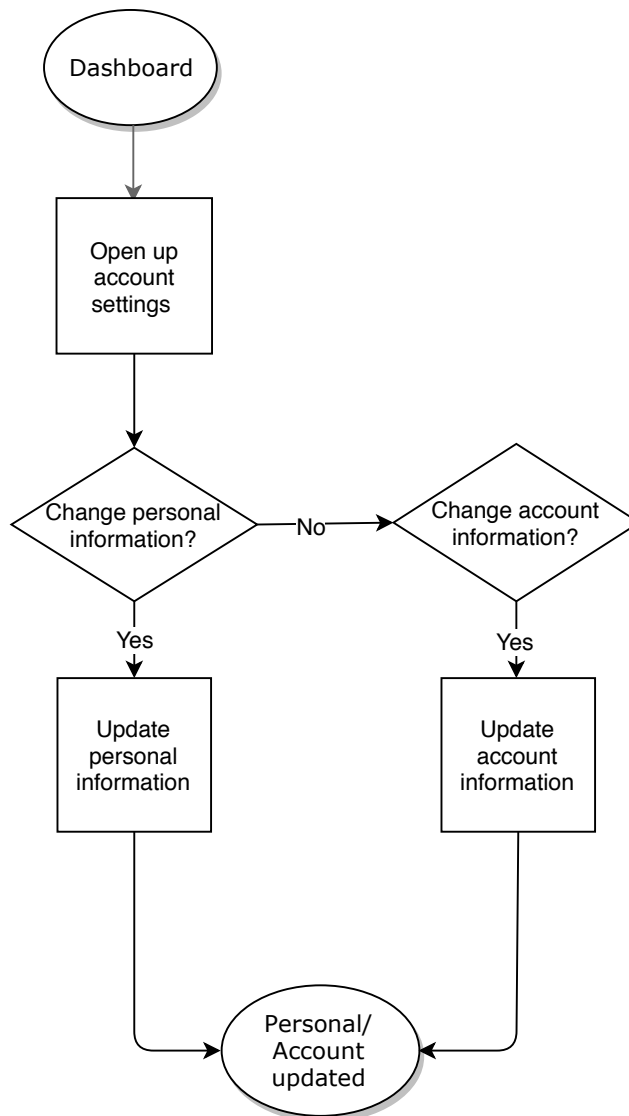 Dashboard
Open up
account
settings
Change personal
information?
No
Change account
information?
Yes
Yes
Update
personal
information
Update
account
information
Personal/
Account
updated